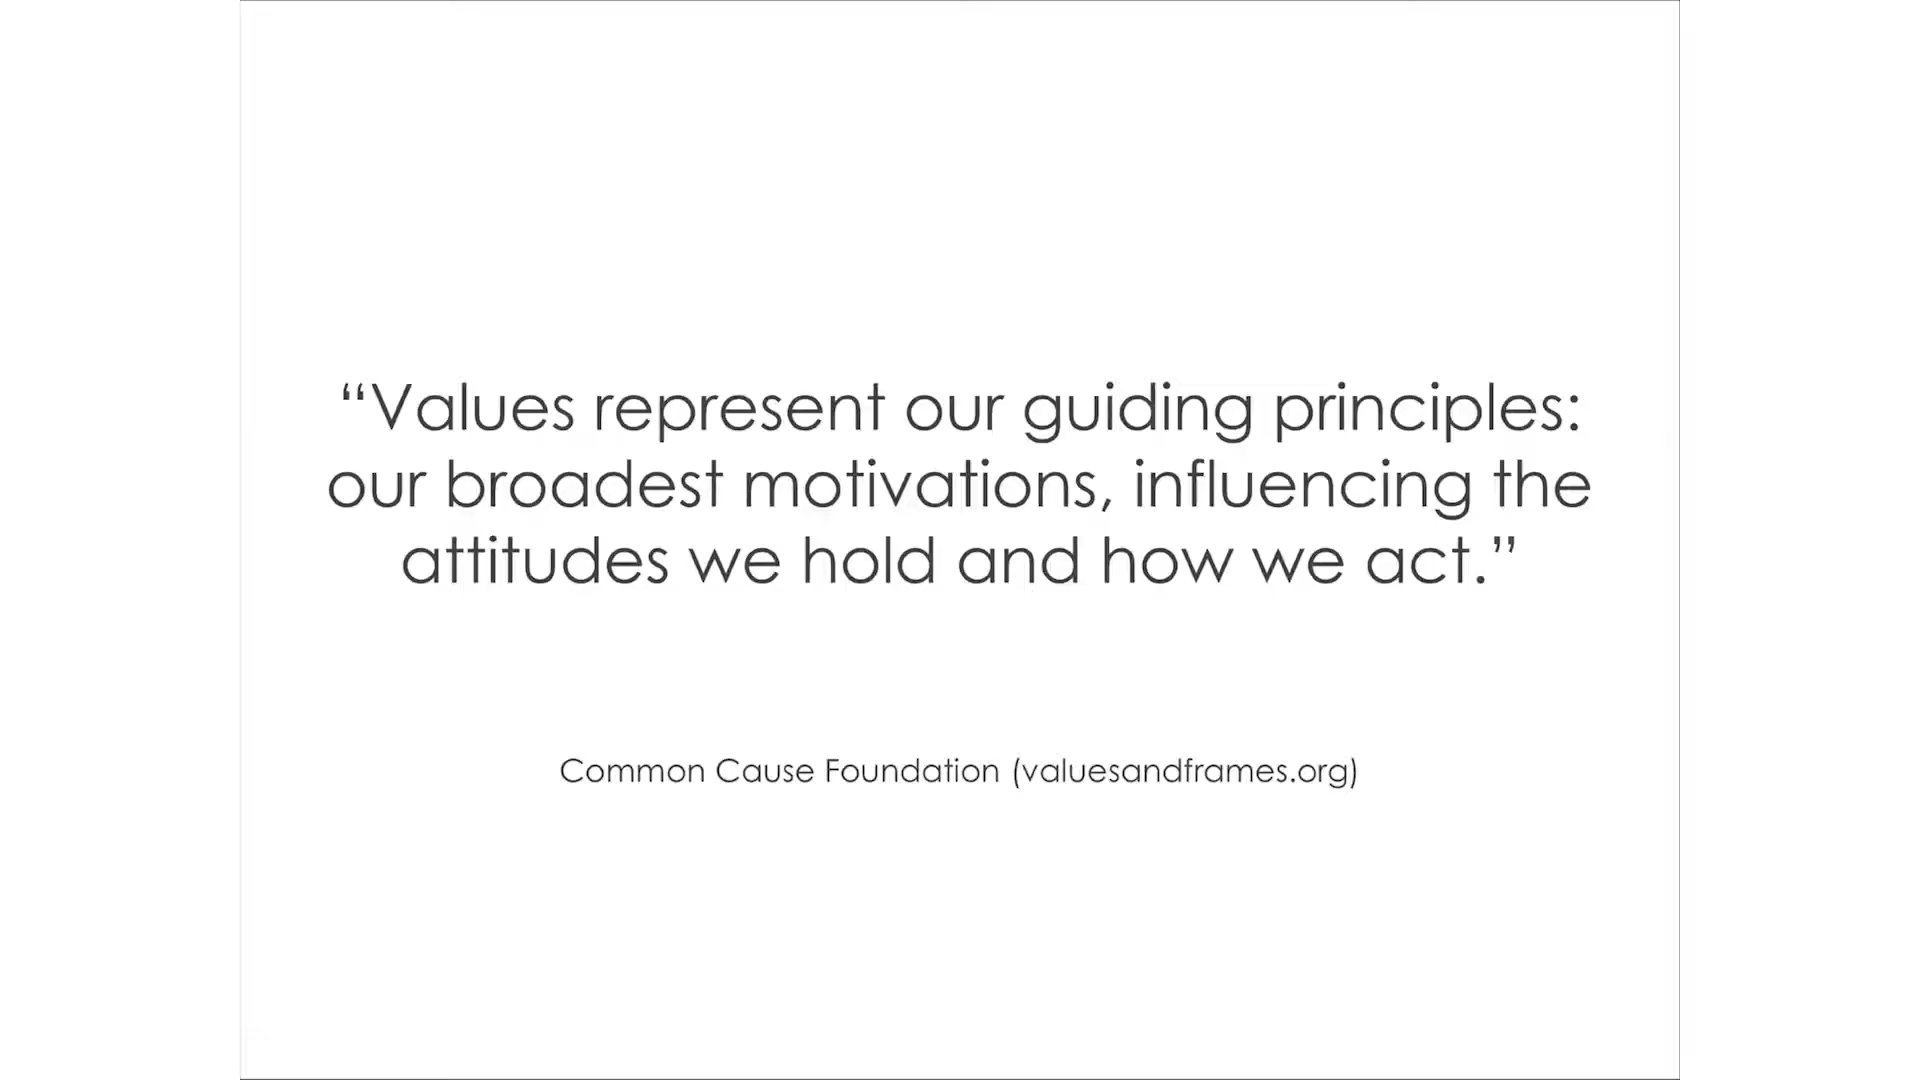 “Values represent our guiding principles:
our broadest motivations, influencing the
attitudes we hold and how we act.”
Common Cause Foundation (valuesandframes.org)